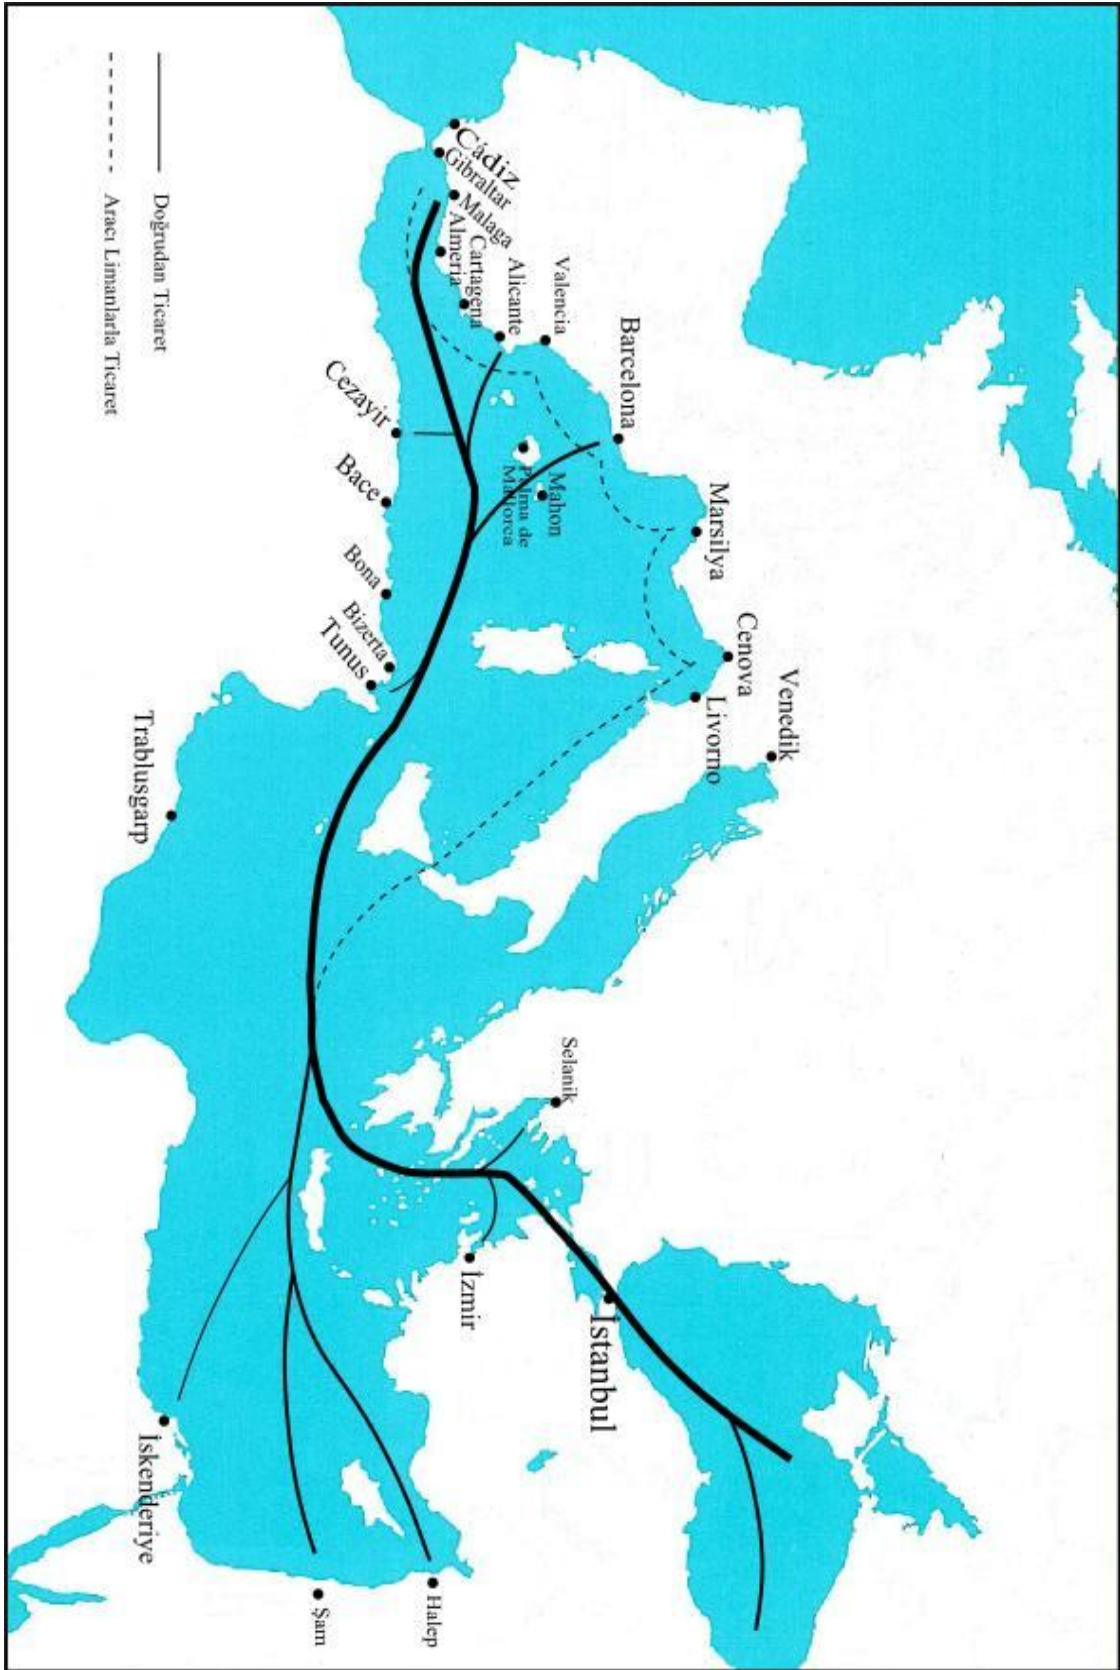 Cádiz
Gibraltar
Malaga
Almeria
Cartagena
Alicante
Valencia
Barcelona
Palma de
Mallorca
Mahon
Marsilya
Cenova
Livorno
Venedik
Cezayir
Bace
Bona
Bizerta
Tunus
Trablusgarp
Selanik
İzmir
İstanbul
İskenderiye
Şam
Halep
Doğrudan Ticaret
Aracı Limanlarla Ticaret